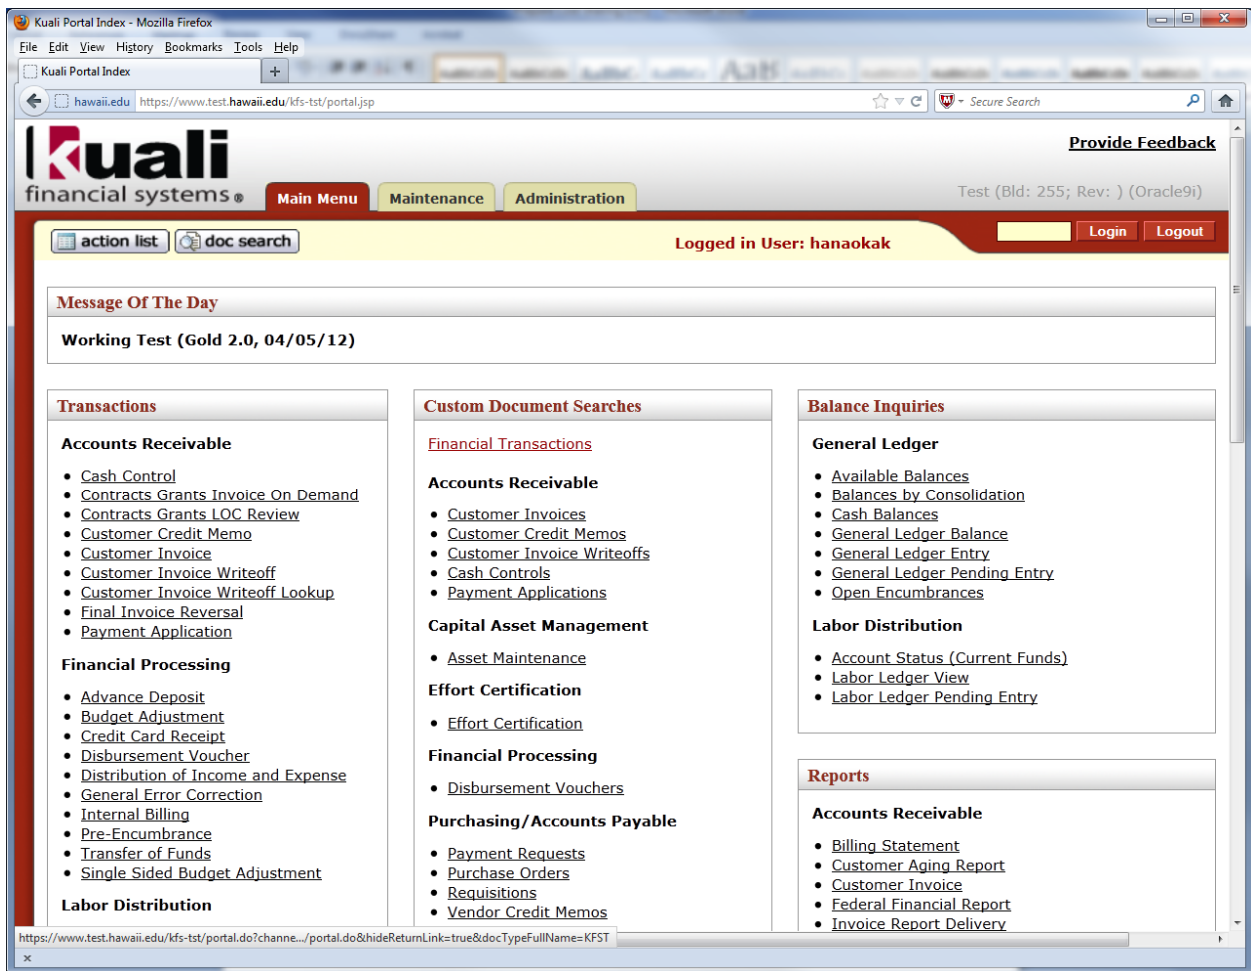 Kuali Portal Index - Mozilla Firefox
File Edit View History Bookmarks Tools Help
Kuali Portal Index +
hawaii.edu https://www.test.hawaii.edu/kfs-tst/portal.jsp
Secure Search
kuali
financial systems ®
Provide Feedback
Main Menu Maintenance Administration
Test (Bld: 255; Rev: ) (Oracle9i)
action list doc search
Logged in User: hanaokak
Login Logout
Message Of The Day
Working Test (Gold 2.0, 04/05/12)
Transactions
Accounts Receivable
• Cash Control
• Contracts Grants Invoice On Demand
• Contracts Grants LOC Review
• Customer Credit Memo
• Customer Invoice
• Customer Invoice Writeoff
• Customer Invoice Writeoff Lookup
• Final Invoice Reversal
• Payment Application
Financial Processing
• Advance Deposit
• Budget Adjustment
• Credit Card Receipt
• Disbursement Voucher
• Distribution of Income and Expense
• General Error Correction
• Internal Billing
• Pre-Encumbrance
• Transfer of Funds
• Single Sided Budget Adjustment
Labor Distribution
Custom Document Searches
Financial Transactions
Accounts Receivable
• Customer Invoices
• Customer Credit Memos
• Customer Invoice Writeoffs
• Cash Controls
• Payment Applications
Capital Asset Management
• Asset Maintenance
Effort Certification
• Effort Certification
Financial Processing
• Disbursement Vouchers
Purchasing/Accounts Payable
• Payment Requests
• Purchase Orders
• Requisitions
• Vendor Credit Memos
Balance Inquiries
General Ledger
• Available Balances
• Balances by Consolidation
• Cash Balances
• General Ledger Balance
• General Ledger Entry
• General Ledger Pending Entry
• Open Encumbrances
Labor Distribution
• Account Status (Current Funds)
• Labor Ledger View
• Labor Ledger Pending Entry
Reports
Accounts Receivable
• Billing Statement
• Customer Aging Report
• Customer Invoice
• Federal Financial Report
• Invoice Report Delivery
https://www.test.hawaii.edu/kfs-tst/portal.do?channe.../portal.do&hideReturnLink=true&docTypeFullName=KFST
x